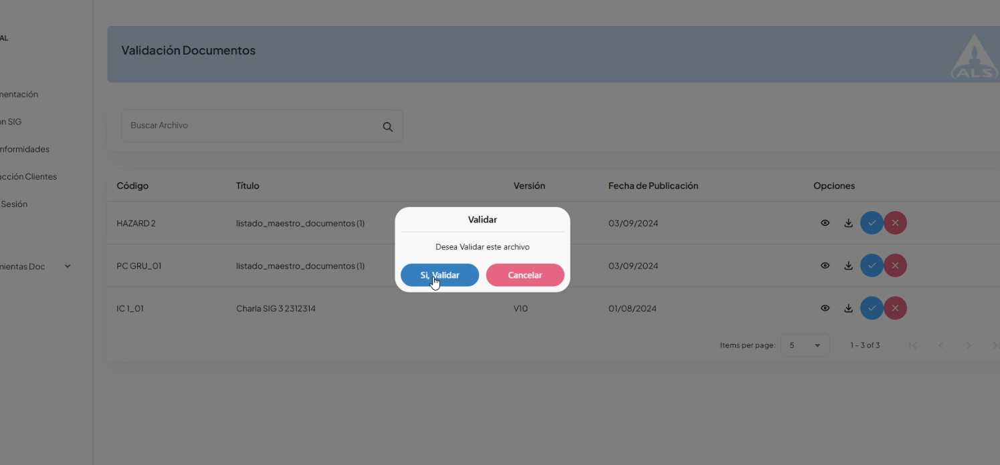 AL
Validación Documentos
ALS
mentación
ón SIG
nformidades
acción Clientes
Sesión
mientas Doc
Buscar Archivo
Código Título Versión Fecha de Publicación Opciones
HAZARD 2 listado_maestro_documentos (1) 03/09/2024
PC GRU_01 listado_maestro_documentos (1) 03/09/2024
IC 1_01 Charla SIG 3 2312314 V10 01/08/2024
Validar
Desea Validar este archivo
Si, Validar Cancelar
Items per page: 5 1 – 3 of 3